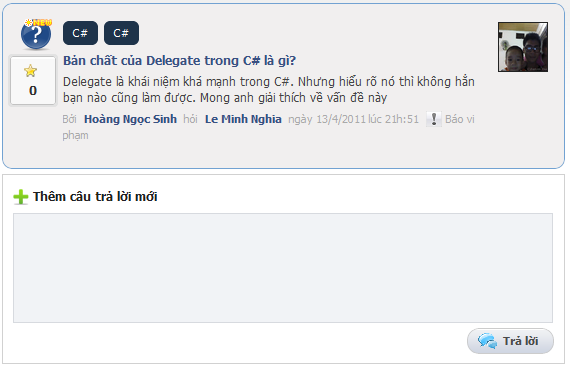 NEW
?
C# C#
Bản chất của Delegate trong C# là gì?
0
Delegate là khái niệm khá mạnh trong C#. Nhưng hiểu rõ nó thì không hẳn
bạn nào cũng làm được. Mong anh giải thích về vấn đề này
Bởi Hoàng Ngọc Sinh hỏi Le Minh Nghia ngày 13/4/2011 lúc 21h:51 ! Báo vi
phạm
Thêm câu trả lời mới
Trả lời